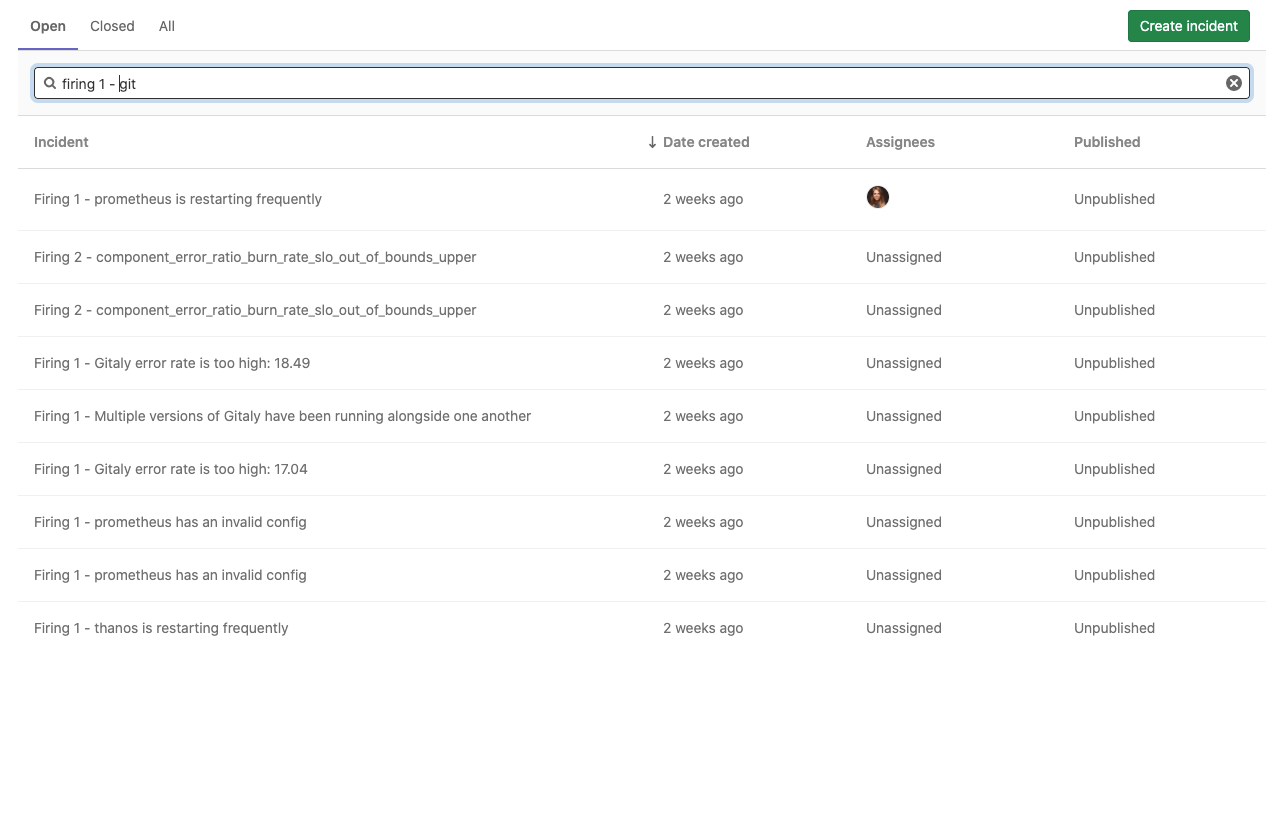 Open Closed All Create incident
firing 1 - git
Incident Date created Assignees Published
Firing 1 - prometheus is restarting frequently 2 weeks ago Unpublished
Firing 2 - component_error_ratio_burn_rate_slo_out_of_bounds_upper 2 weeks ago Unassigned Unpublished
Firing 2 - component_error_ratio_burn_rate_slo_out_of_bounds_upper 2 weeks ago Unassigned Unpublished
Firing 1 - Gitaly error rate is too high: 18.49 2 weeks ago Unassigned Unpublished
Firing 1 - Multiple versions of Gitaly have been running alongside one another 2 weeks ago Unassigned Unpublished
Firing 1 - Gitaly error rate is too high: 17.04 2 weeks ago Unassigned Unpublished
Firing 1 - prometheus has an invalid config 2 weeks ago Unassigned Unpublished
Firing 1 - prometheus has an invalid config 2 weeks ago Unassigned Unpublished
Firing 1 - thanos is restarting frequently 2 weeks ago Unassigned Unpublished